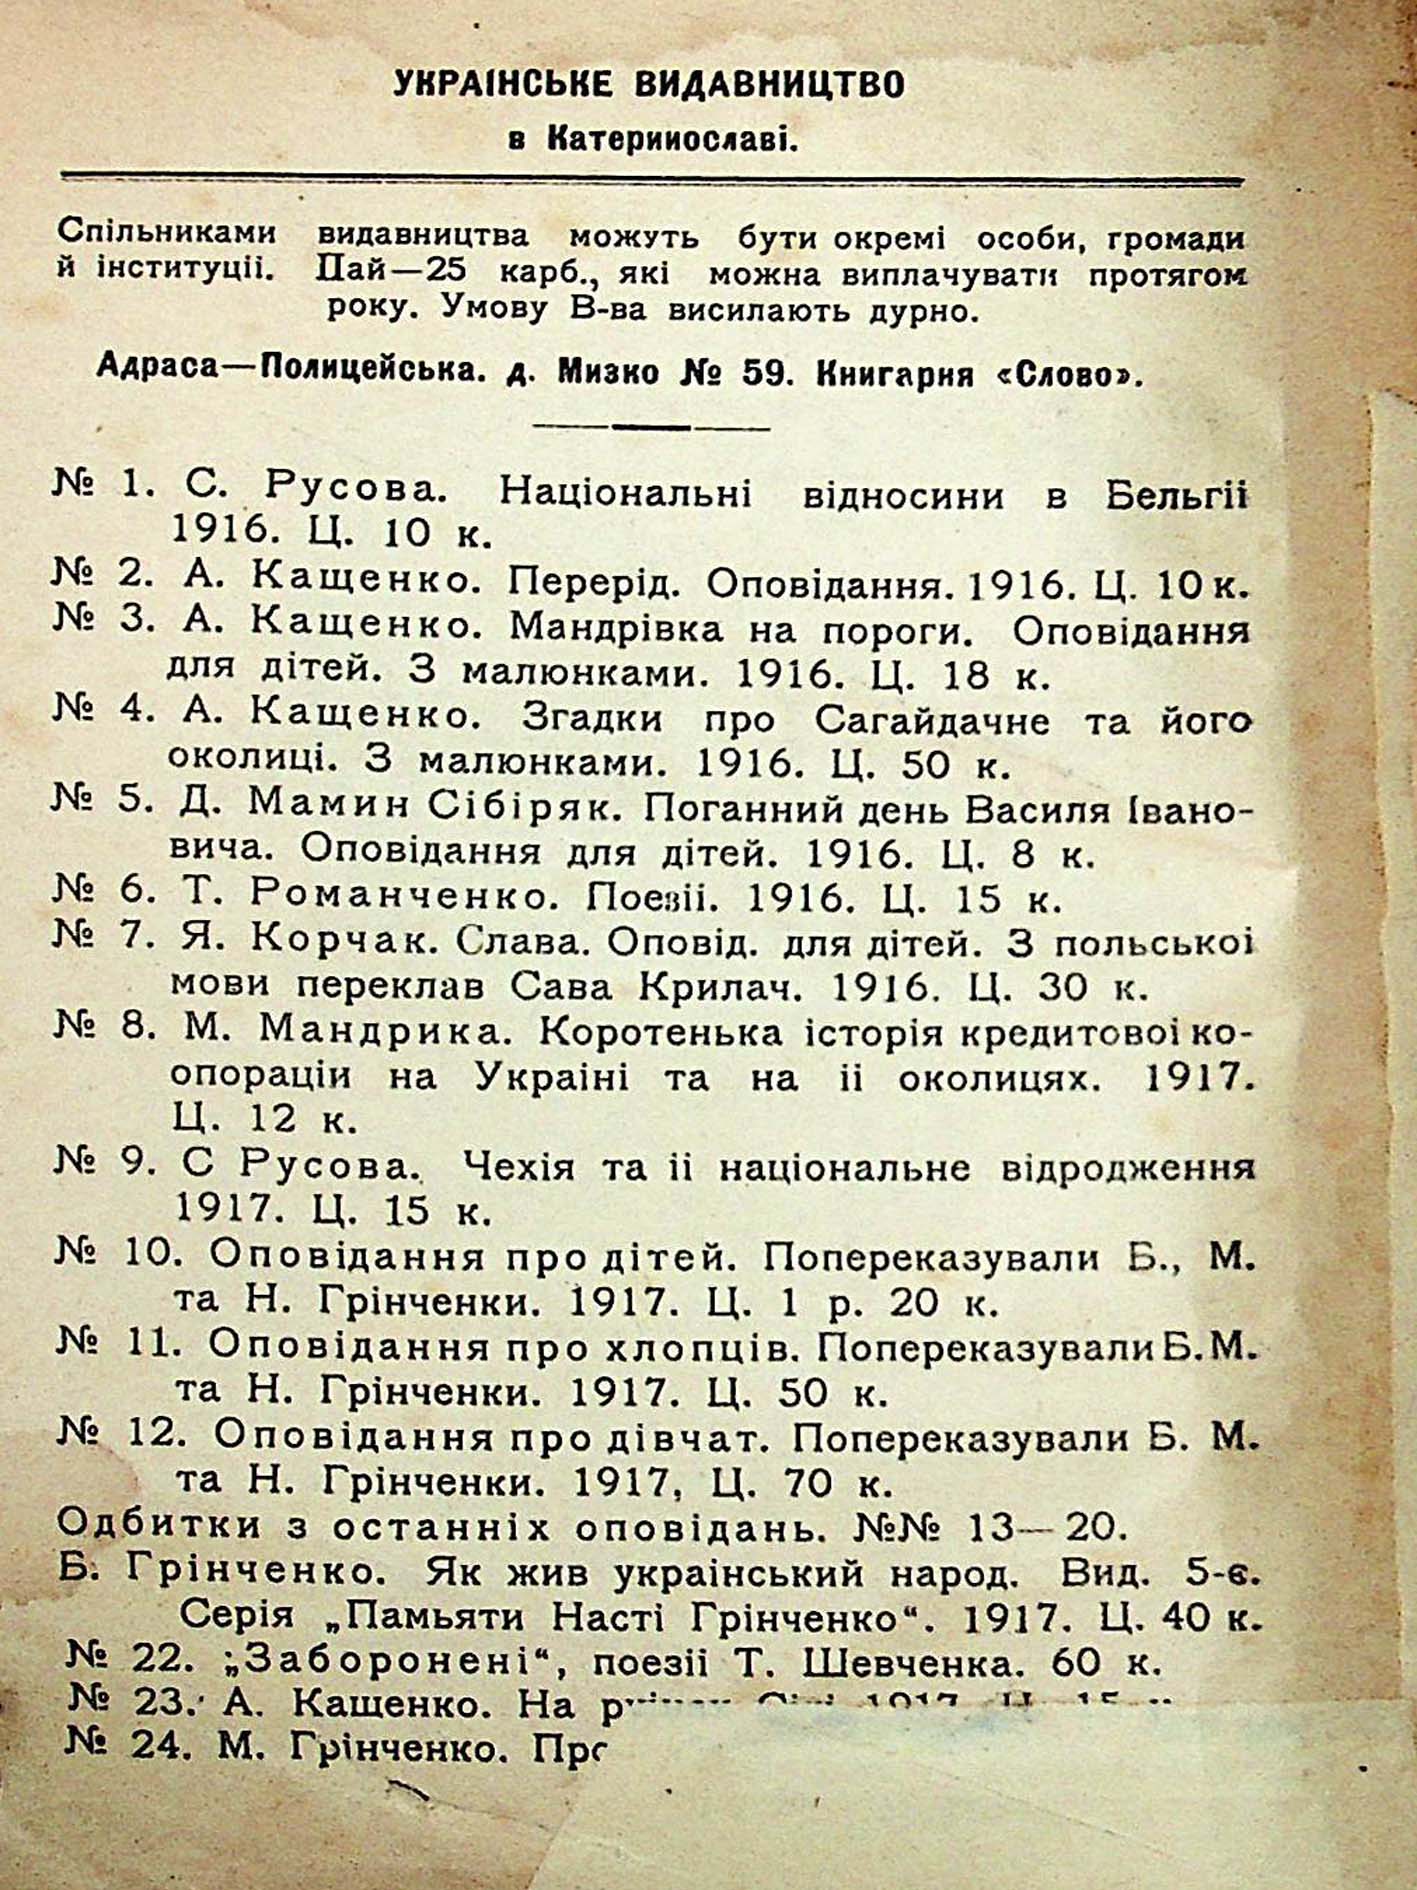 УКРАІНСЬКЕ ВИДАВНИЦТВО
в Катеринославі.
Спільниками видавництва можуть бути окремі особи, громади
й інституціі. Пай—25 карб., які можна виплачувати протягом
року. Умову В-ва висилають дурно.
Адраса—Полицейська. д. Мизко № 59. Книгарня «Слово».
№ 1. С. Русова. Національні відносини в Бельгіі
1916. Ц. 10 к.
№ 2. А. Кащенко. Перерід. Оповідання. 1916. Ц. 10 к.
№ 3. А. Кащенко. Мандрівка на пороги. Оповідання
для дітей. З малюнками. 1916. Ц. 18 к.
№ 4. А. Кащенко. Згадки про Сагайдачне та його
околиці. З малюнками. 1916. Ц. 50 к.
№ 5. Д. Мамин Сібіряк. Поганний день Василя Івано-
вича. Оповідання для дітей. 1916. Ц. 8 к.
№ 6. Т. Романченко. Поезіі. 1916. Ц. 15 к.
№ 7. Я. Корчак. Слава. Оповід. для дітей. З польськоі
мови переклав Сава Крилач. 1916. Ц. 30 к.
№ 8. М. Мандрика. Коротенька історія кредитовоі ко-
опораціи на Украіні та на іі околицях. 1917.
Ц. 12 к.
№ 9. С Русова. Чехія та іі національне відродження
1917. Ц. 15 к.
№ 10. Оповідання про дітей. Попереказували Б., М.
та Н. Грінченки. 1917. Ц. 1 р. 20 к.
№ 11. Оповідання про хлопців. Попереказували Б. М.
та Н. Грінченки. 1917. Ц. 50 к.
№ 12. Оповідання про дівчат. Попереказували Б. М.
та Н. Грінченки. 1917, Ц. 70 к.
Одбитки з останніх оповідань. №№ 13—20.
Б. Грінченко. Як жив украінський народ. Вид. 5-є.
Серія „Памьяти Насті Грінченко“. 1917. Ц. 40 к.
№ 22. „Заборонені“, поезіі Т. Шевченка. 60 к.
№ 23. А. Кащенко. На
№ 24. М. Грінченко.